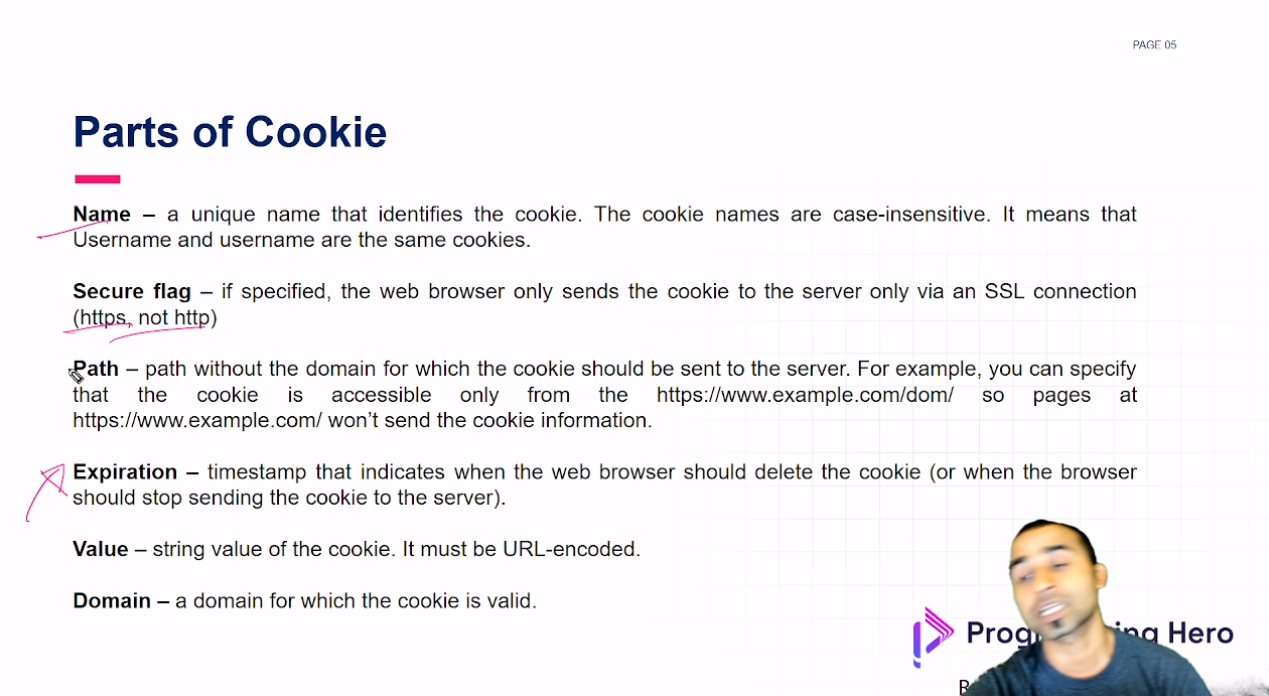 PAGE 05
Parts of Cookie
Name – a unique name that identifies the cookie. The cookie names are case-insensitive. It means that
Username and username are the same cookies.
Secure flag – if specified, the web browser only sends the cookie to the server only via an SSL connection
(https, not http)
Path – path without the domain for which the cookie should be sent to the server. For example, you can specify
that the cookie is accessible only from the https://www.example.com/dom/ so pages at
https://www.example.com/ won’t send the cookie information.
Expiration – timestamp that indicates when the web browser should delete the cookie (or when the browser
should stop sending the cookie to the server).
Value – string value of the cookie. It must be URL-encoded.
Domain – a domain for which the cookie is valid.
Hero